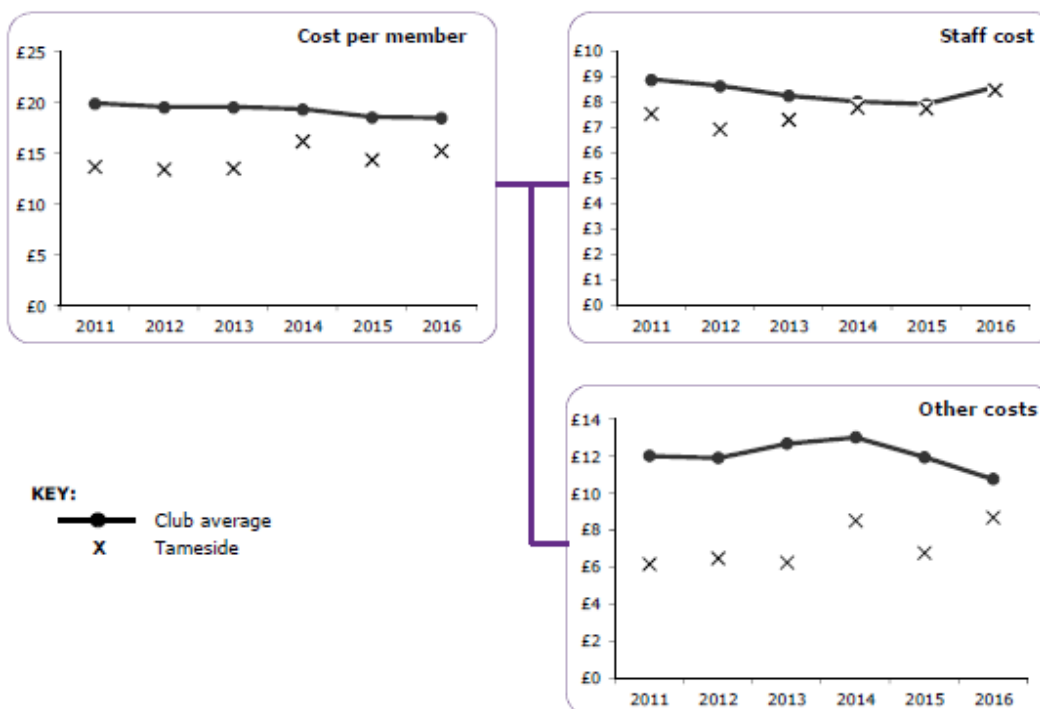 Cost per member
£25
£20
£15
£10
£5
£0
2011 2012 2013 2014 2015 2016
Staff cost
£10
£9
£8
£7
£6
£5
£4
£3
£2
£1
£0
2011 2012 2013 2014 2015 2016
Other costs
£14
£12
£10
£8
£6
£4
£2
£0
2011 2012 2013 2014 2015 2016
KEY:
Club average
X Tameside